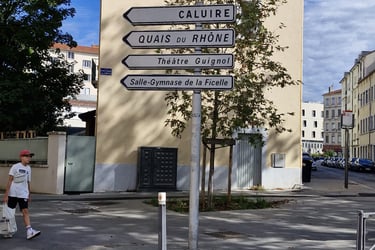 CALUIRE
QUAIS DU RHÔNE
Théâtre Guignol
Salle-Gymnase de la Ficelle